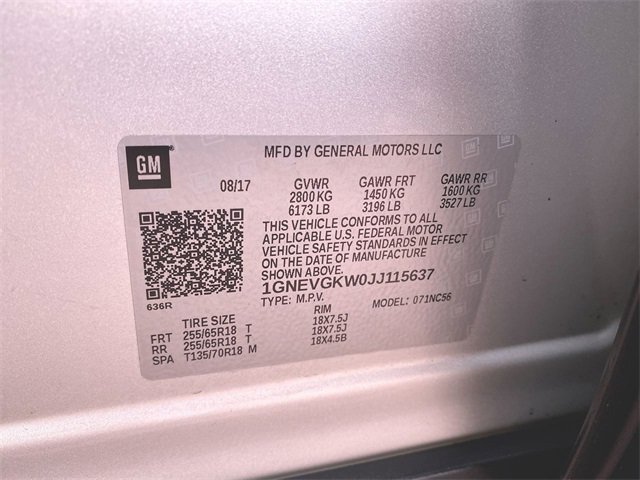 GM
MFD BY GENERAL MOTORS LLC
08/17 GVWR GAWR FRT GAWR RR
2800 KG 1450 KG 1600 KG
6173 LB 3196 LB 3527 LB
THIS VEHICLE CONFORMS TO ALL
APPLICABLE U.S. FEDERAL MOTOR
VEHICLE SAFETY STANDARDS IN EFFECT
ON THE DATE OF MANUFACTURE
SHOWN ABOVE.
1GNEVGKW0JJ115637
636R TYPE: M.P.V. MODEL: 071NC56
TIRE SIZE RIM
FRT 255/65R18 T 18X7.5J
RR 255/65R18 T 18X7.5J
SPA T135/70R18 M 18X4.5B